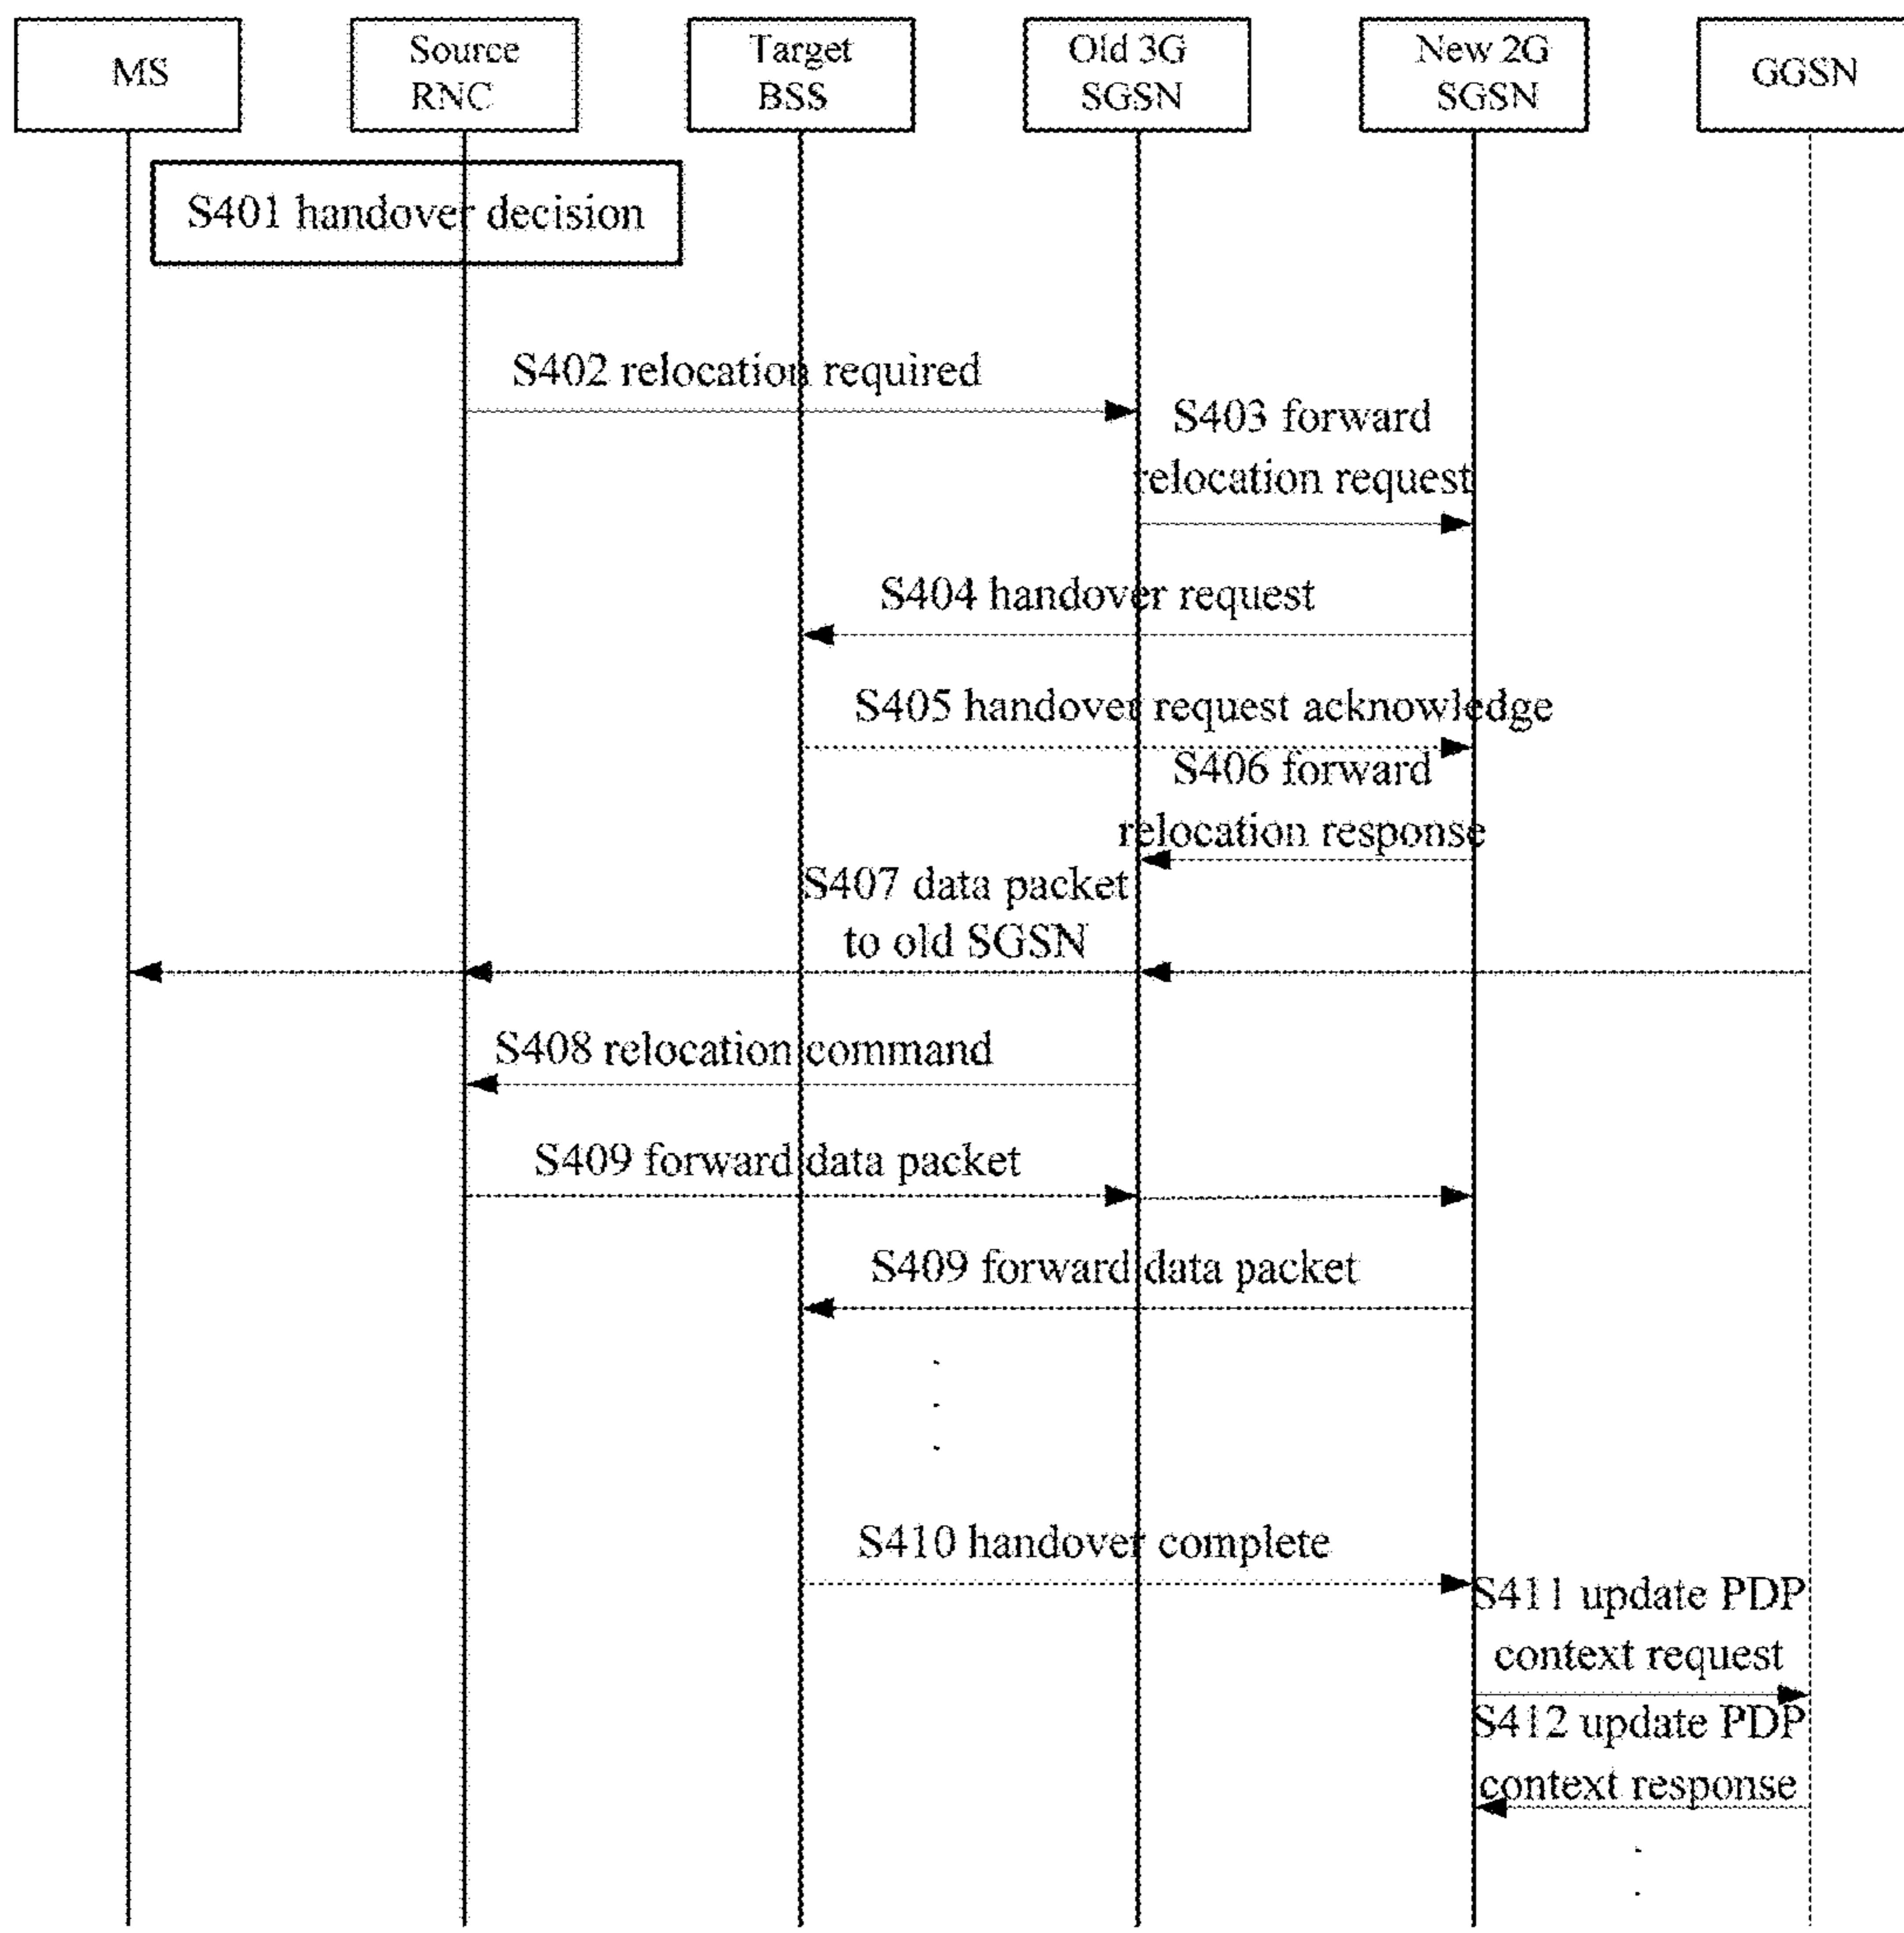 MS
Source
RNC
Target
BSS
Old 3G
SGSN
New 2G
SGSN
GGSN
S401 handover decision
S402 relocation required
S403 forward
relocation request
S404 handover request
S405 handover request acknowledge
S406 forward
relocation response
S407 data packet
to old SGSN
S408 relocation command
S409 forward data packet
S409 forward data packet
S410 handover complete
S411 update PDP
context request
S412 update PDP
context response